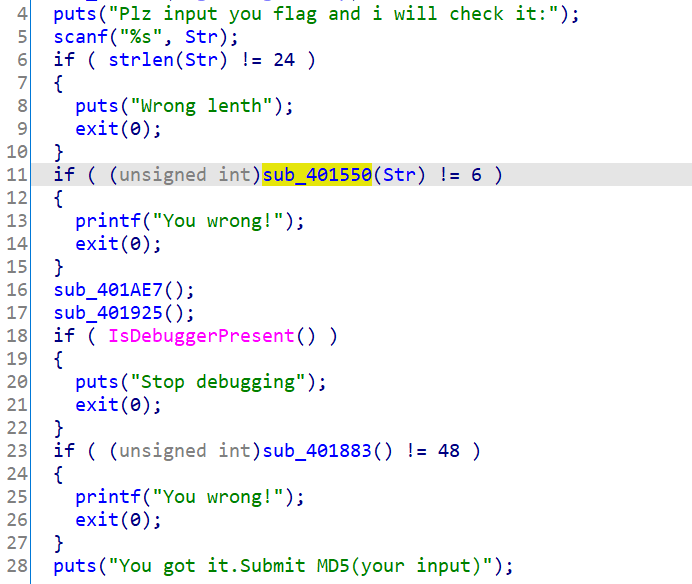 4 puts("Plz input you flag and i will check it:");
5 scanf("%s", Str);
6 if ( strlen(Str) != 24 )
7 {
8 puts("Wrong lenth");
9 exit(0);
10 }
11 if ( (unsigned int)sub_401550(Str) != 6 )
12 {
13 printf("You wrong!");
14 exit(0);
15 }
16 sub_401AE7();
17 sub_401925();
18 if ( IsDebuggerPresent() )
19 {
20 puts("Stop debugging");
21 exit(0);
22 }
23 if ( (unsigned int)sub_401883() != 48 )
24 {
25 printf("You wrong!");
26 exit(0);
27 }
28 puts("You got it.Submit MD5(your input)");